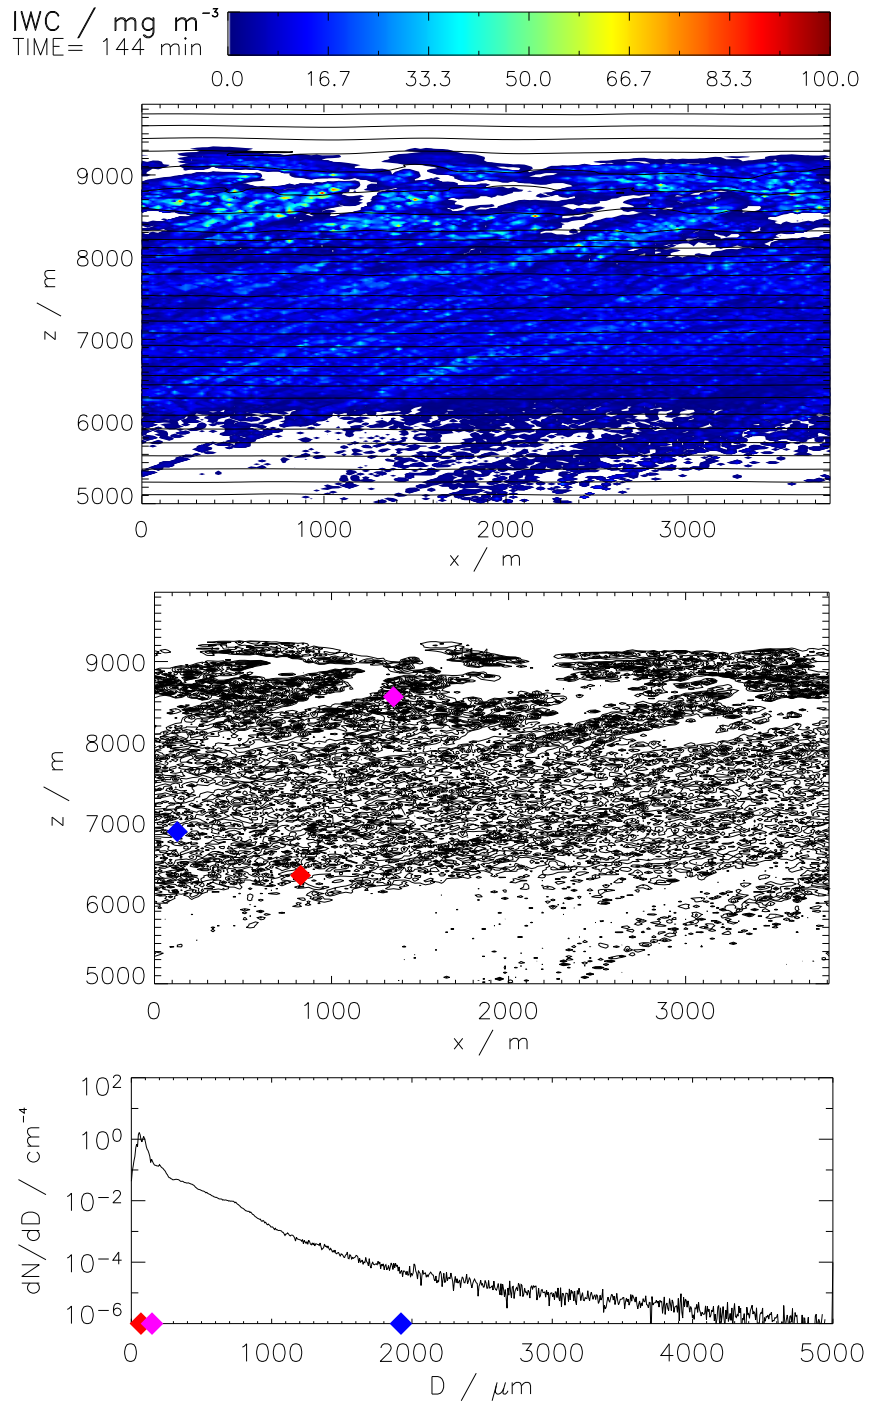 IWC / mg m⁻³
TIME= 144 min
0.0 16.7 33.3 50.0 66.7 83.3 100.0
9000
8000
7000
6000
5000
z / m
0 1000 2000 3000
x / m
9000
8000
7000
6000
5000
z / m
0 1000 2000 3000
x / m
10²
10⁰
10⁻²
10⁻⁴
10⁻⁶
dN/dD / cm⁻⁴
0 1000 2000 3000 4000 5000
D / μm